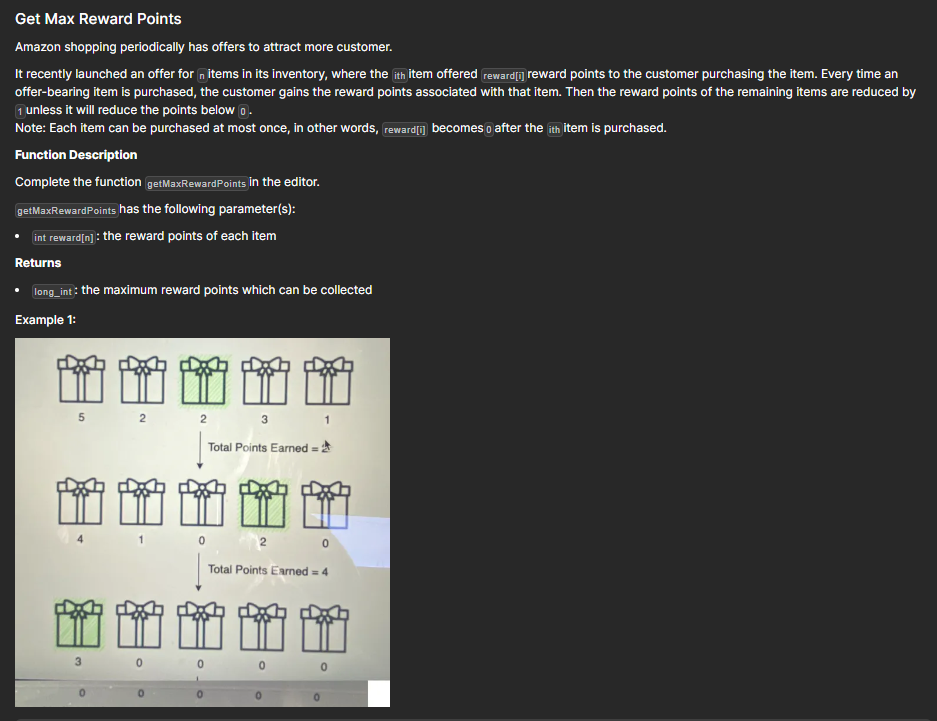 Get Max Reward Points
Amazon shopping periodically has offers to attract more customer.
It recently launched an offer for n items in its inventory, where the ith item offered reward[i] reward points to the customer purchasing the item. Every time an
offer-bearing item is purchased, the customer gains the reward points associated with that item. Then the reward points of the remaining items are reduced by
1 unless it will reduce the points below 0.
Note: Each item can be purchased at most once, in other words, reward[i] becomes 0 after the ith item is purchased.
Function Description
Complete the function getMaxRewardPoints in the editor.
getMaxRewardPoints has the following parameter(s):
• int reward[n]: the reward points of each item
Returns
• long_int: the maximum reward points which can be collected
Example 1:
5 2 2 3 1
Total Points Earned =
4 1 0 2 0
Total Points Earned = 4
3 0 0 0 0
0 0 0 0 0